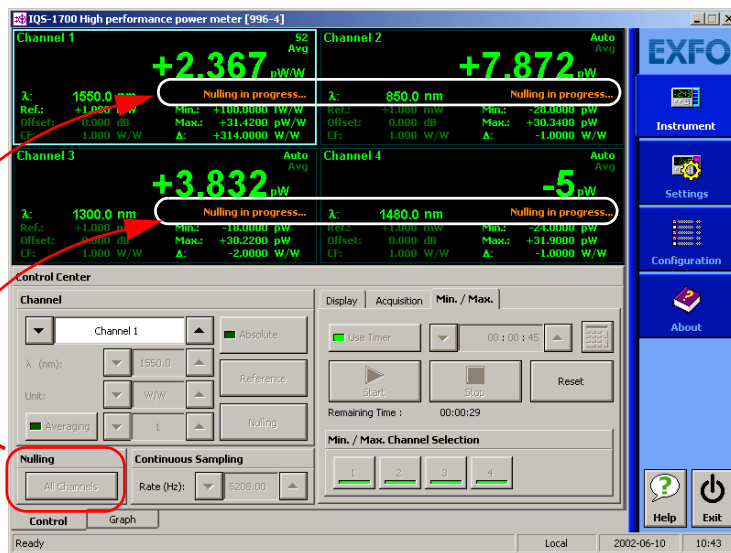 IQS-1700 High performance power meter [996-4]
Channel 1 S2
Avg
+2.367 pW/W
Nulling in progress...
λ: 1550.0 nm
Ref.: +1.000 pW Min.: +100.0000 fW/W
Offset: 0.000 dB Max.: +31.4200 pW/W
CF: 1.000 W/W Δ: +314.0000 W/W
Channel 2 Auto
Avg
+7.872 pW
Nulling in progress...
λ: 850.0 nm
Ref.: +1.000 mW Min.: -28.0000 pW
Offset: 0.000 dB Max.: +30.3400 pW
CF: 1.000 W/W Δ: -1.0000 W/W
Channel 3 Auto
Avg
+3.832 pW
Nulling in progress...
λ: 1300.0 nm
Ref.: +1.000 Min.: -18.0000 pW
Offset: 0.000 dB Max.: +30.2200 pW
CF: 1.000 W/W Δ: -2.0000 W/W
Channel 4 Auto
Avg
-5 pW
Nulling in progress...
λ: 1480.0 nm
Ref.: +1.000 mW Min.: -24.0000 pW
Offset: 0.000 dB Max.: +31.9000 pW
CF: 1.000 W/W Δ: -1.0000 W/W
EXFO
Instrument
Settings
Configuration
About
Help Exit
Control Center
Channel
Channel 1 Absolute
λ (nm): 1550.0 Reference
Unit: W/W
Averaging 1 Nulling
Nulling
All Channels
Continuous Sampling
Rate (Hz): 5208.00
Display Acquisition Min. / Max.
Use Timer 00 : 00 : 45
Start Stop Reset
Remaining Time : 00:00:29
Min. / Max. Channel Selection
1 2 3 4
Control Graph
Ready Local 2002-06-10 10:43